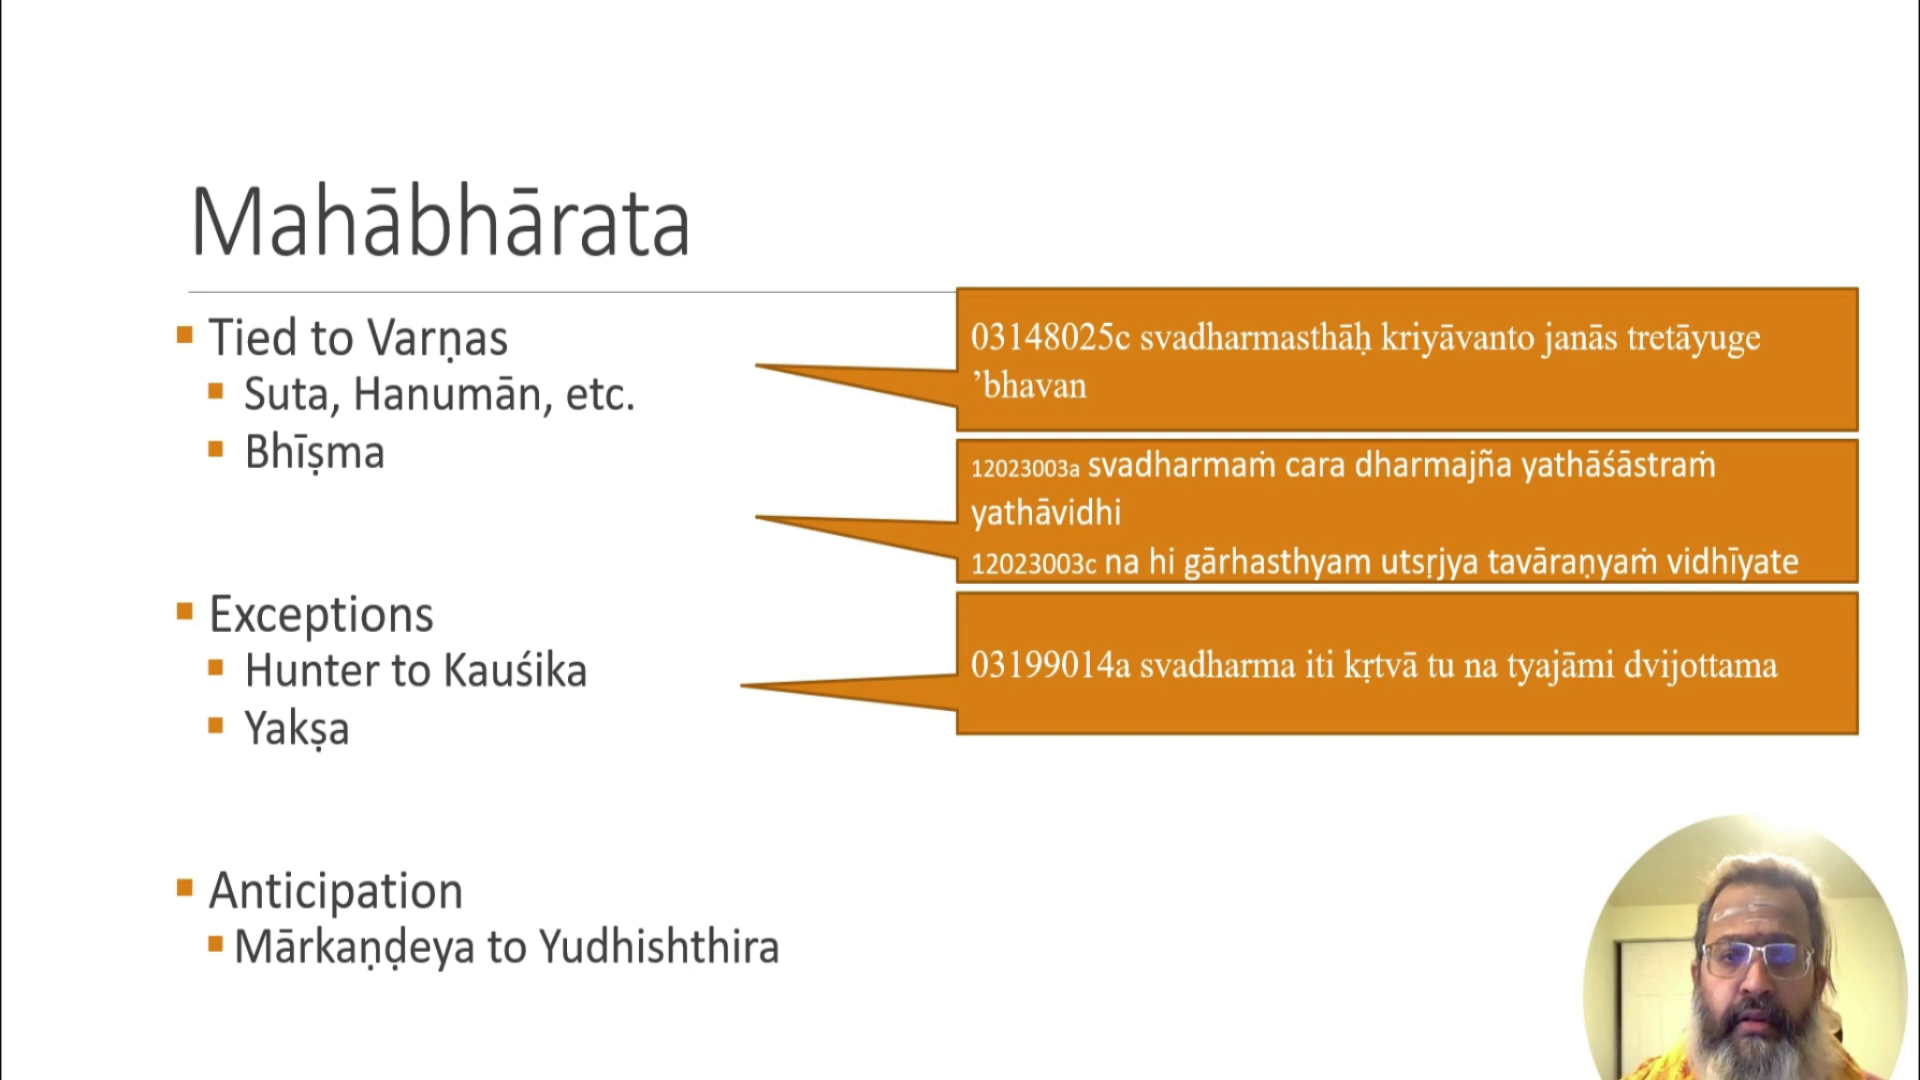 Mahābhārata
Tied to Varṇas
Suta, Hanumān, etc.
Bhīṣma
Exceptions
Hunter to Kauśika
Yakṣa
Anticipation
Mārkaṇḍeya to Yudhishthira
03148025c svadharmasthāḥ kriyāvanto janās tretāyuge
’bhavan
12023003a svadharmaṁ cara dharmajña yathāśāstraṁ
yathāvidhi
12023003c na hi gārhasthyam utsṛjya tavāraṇyaṁ vidhīyate
03199014a svadharma iti kṛtvā tu na tyajāmi dvijottama